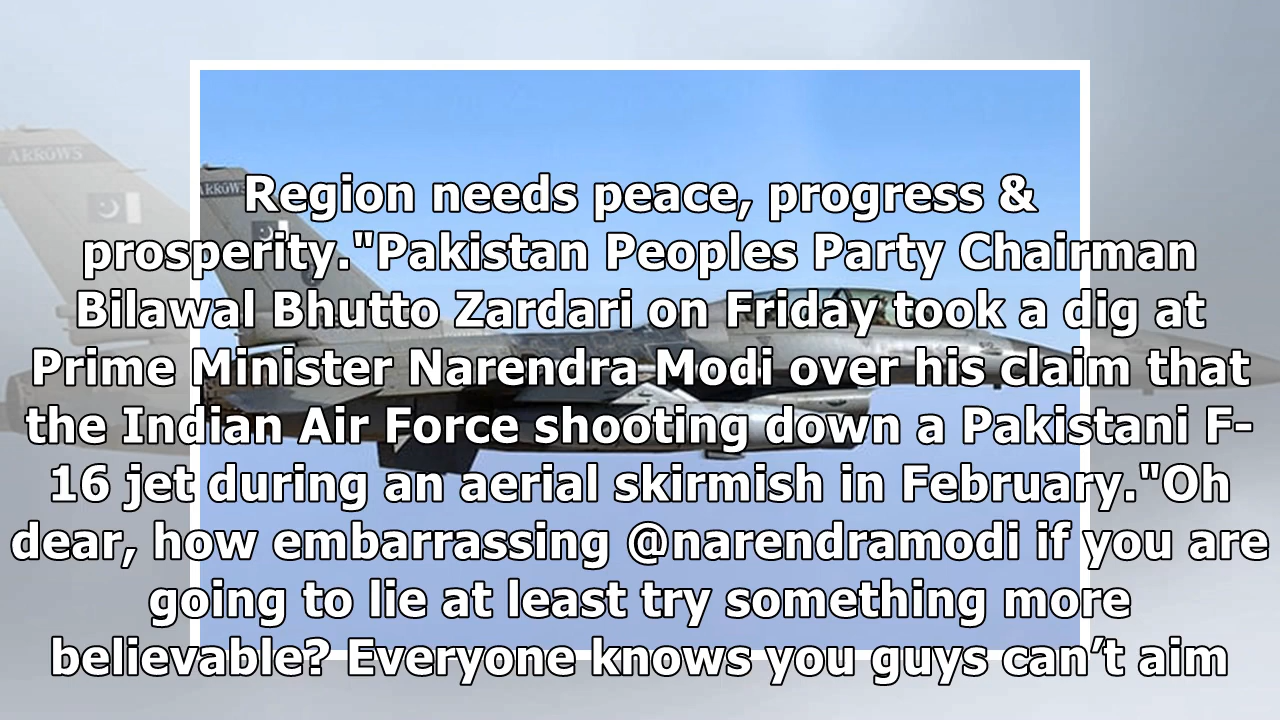 ARROWS
ARROWS
Region needs peace, progress &
prosperity."Pakistan Peoples Party Chairman
Bilawal Bhutto Zardari on Friday took a dig at
Prime Minister Narendra Modi over his claim that
the Indian Air Force shooting down a Pakistani F-
16 jet during an aerial skirmish in February."Oh
dear, how embarrassing @narendramodi if you are
going to lie at least try something more
believable? Everyone knows you guys can’t aim